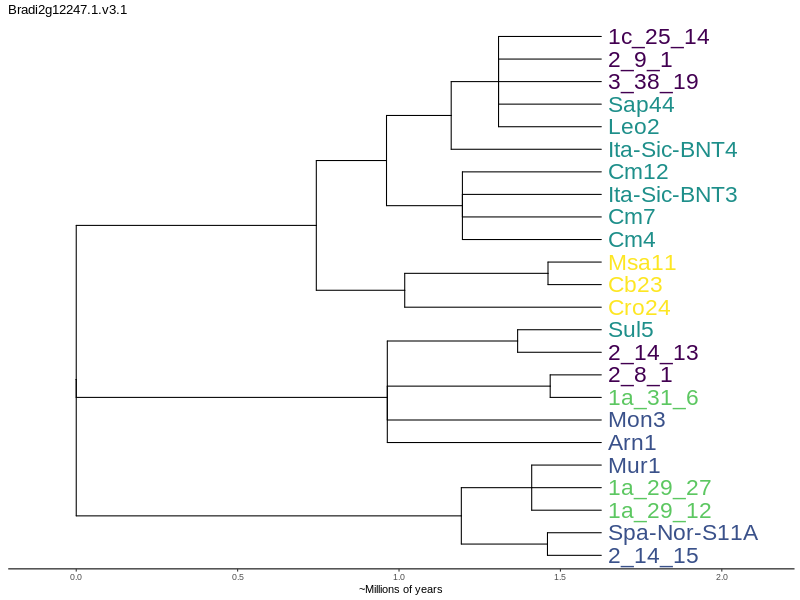 Bradi2g12247.1.v3.1
1c_25_14
2_9_1
3_38_19
Sap44
Leo2
Ita-Sic-BNT4
Cm12
Ita-Sic-BNT3
Cm7
Cm4
Msa11
Cb23
Cro24
Sul5
2_14_13
2_8_1
1a_31_6
Mon3
Arn1
Mur1
1a_29_27
1a_29_12
Spa-Nor-S11A
2_14_15
0.0 0.5 1.0 1.5 2.0
~Millions of years